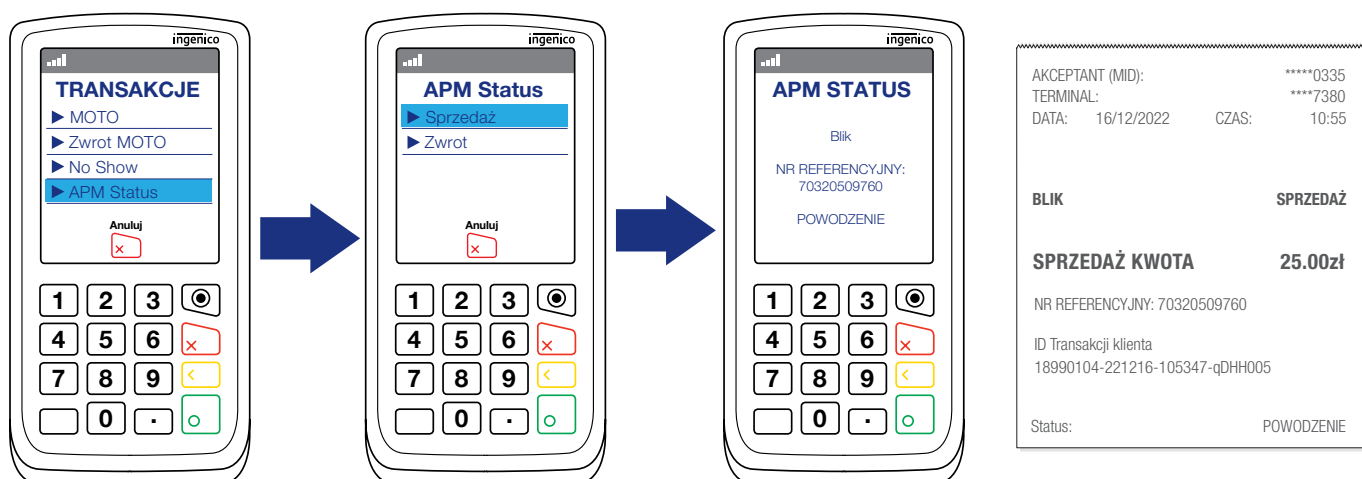 ingenico
TRANSAKCJE
MOTO
Zwrot MOTO
No Show
APM Status
Anuluj
1 2 3
4 5 6
7 8 9
0 .
ingenico
APM Status
Sprzedaż
Zwrot
Anuluj
1 2 3
4 5 6
7 8 9
0 .
ingenico
APM STATUS
Blik
NR REFERENCYJNY:
70320509760
POWODZENIE
1 2 3
4 5 6
7 8 9
0 .
AKCEPTANT (MID): *****0335
TERMINAL: ****7380
DATA: 16/12/2022 CZAS: 10:55
BLIK SPRZEDAŻ
SPRZEDAŻ KWOTA 25.00zł
NR REFERENCYJNY: 70320509760
ID Transakcji klienta
18990104-221216-105347-qDHH005
Status: POWODZENIE